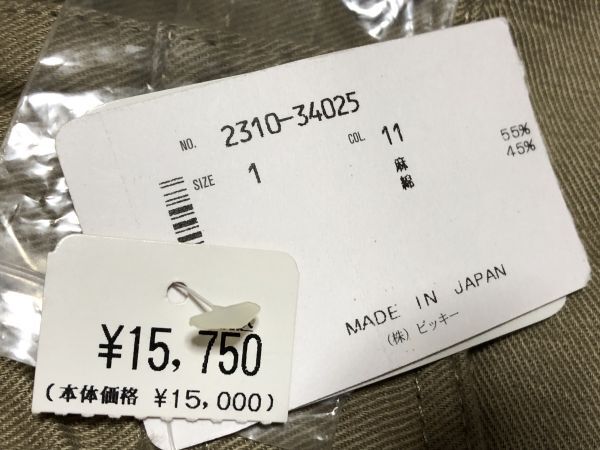 NO. 2310-34025
SIZE 1 COL 11
麻 55%
綿 45%
MADE IN JAPAN
(株)ビッキー
¥15,750
(本体価格 ¥15,000)